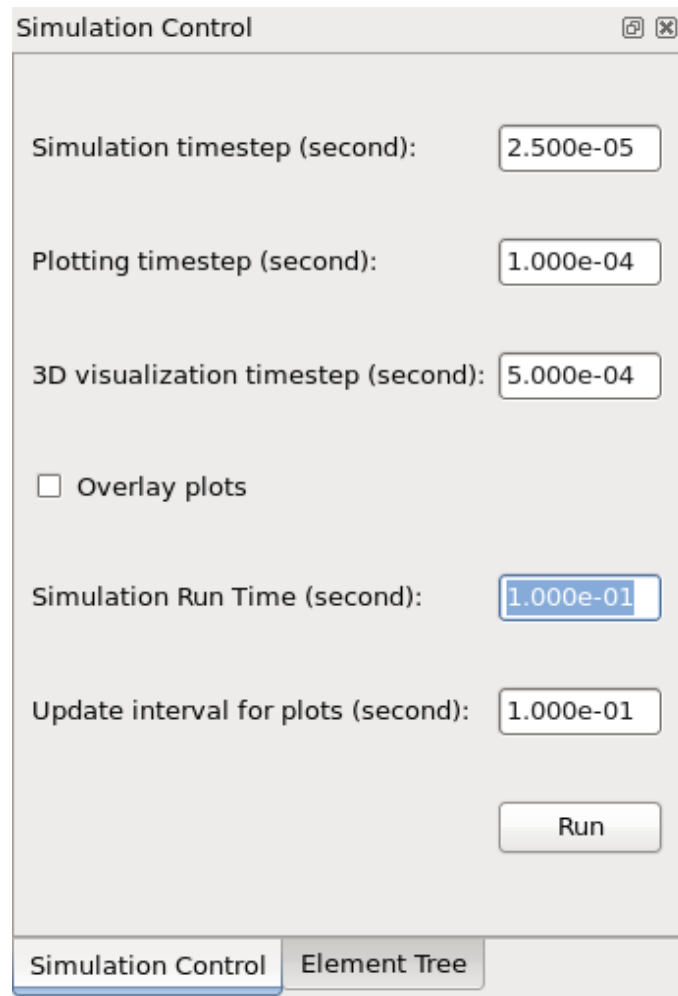 Simulation Control
Simulation timestep (second): 2.500e-05
Plotting timestep (second): 1.000e-04
3D visualization timestep (second): 5.000e-04
Overlay plots
Simulation Run Time (second): 1.000e-01
Update interval for plots (second): 1.000e-01
Run
Simulation Control Element Tree